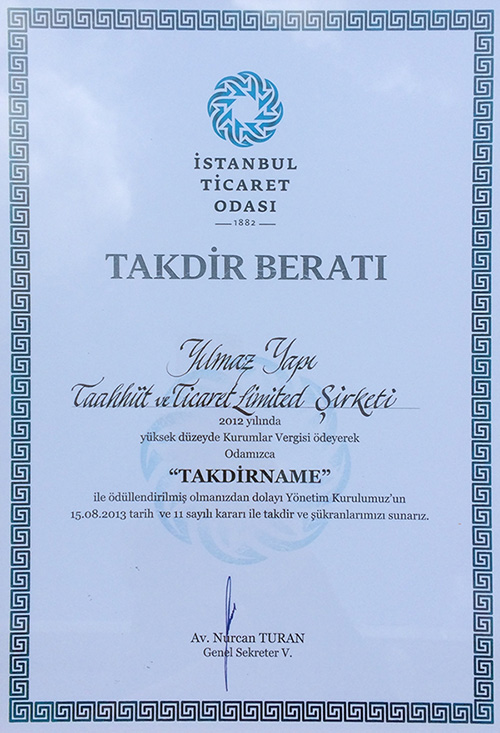 İSTANBUL
TİCARET
ODASI
1882
TAKDİR BERATI
Yılmaz Yapı
Taahhüt ve Ticaret Limited Şirketi
2012 yılında
yüksek düzeyde Kurumlar Vergisi ödeyerek
Odamızca
“TAKDİRNAME”
ile ödüllendirilmiş olmanızdan dolayı Yönetim Kurulumuz'un
15.08.2013 tarih ve 11 sayılı kararı ile takdir ve şükranlarımızı sunarız.
Av. Nurcan TURAN
Genel Sekreter V.